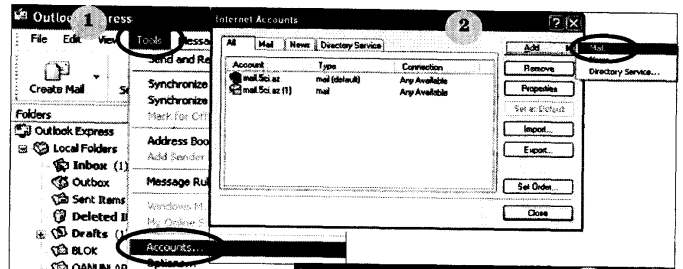 Outlook Express
1
File Edit View Tools Messa
Create Mail
Send and Re
Synchronize
Synchronize
Mark for Off
Address Boo
Add Sender
Message Rul
Windows M
My Online S
Accounts...
Options...
Folders
Outlook Express
Local Folders
Inbox (1)
Outbox
Sent Items
Deleted I
Drafts (1
BLOK
QANUNLAR
Internet Accounts
2
All Mail News Directory Service
Account Type Connection
mail.5ci.az mail (default) Any Available
mail.5ci.az (1) mail Any Available
Add
Remove
Properties
Set as Default
Import...
Export...
Set Order...
Close
Mail...
Directory Service...